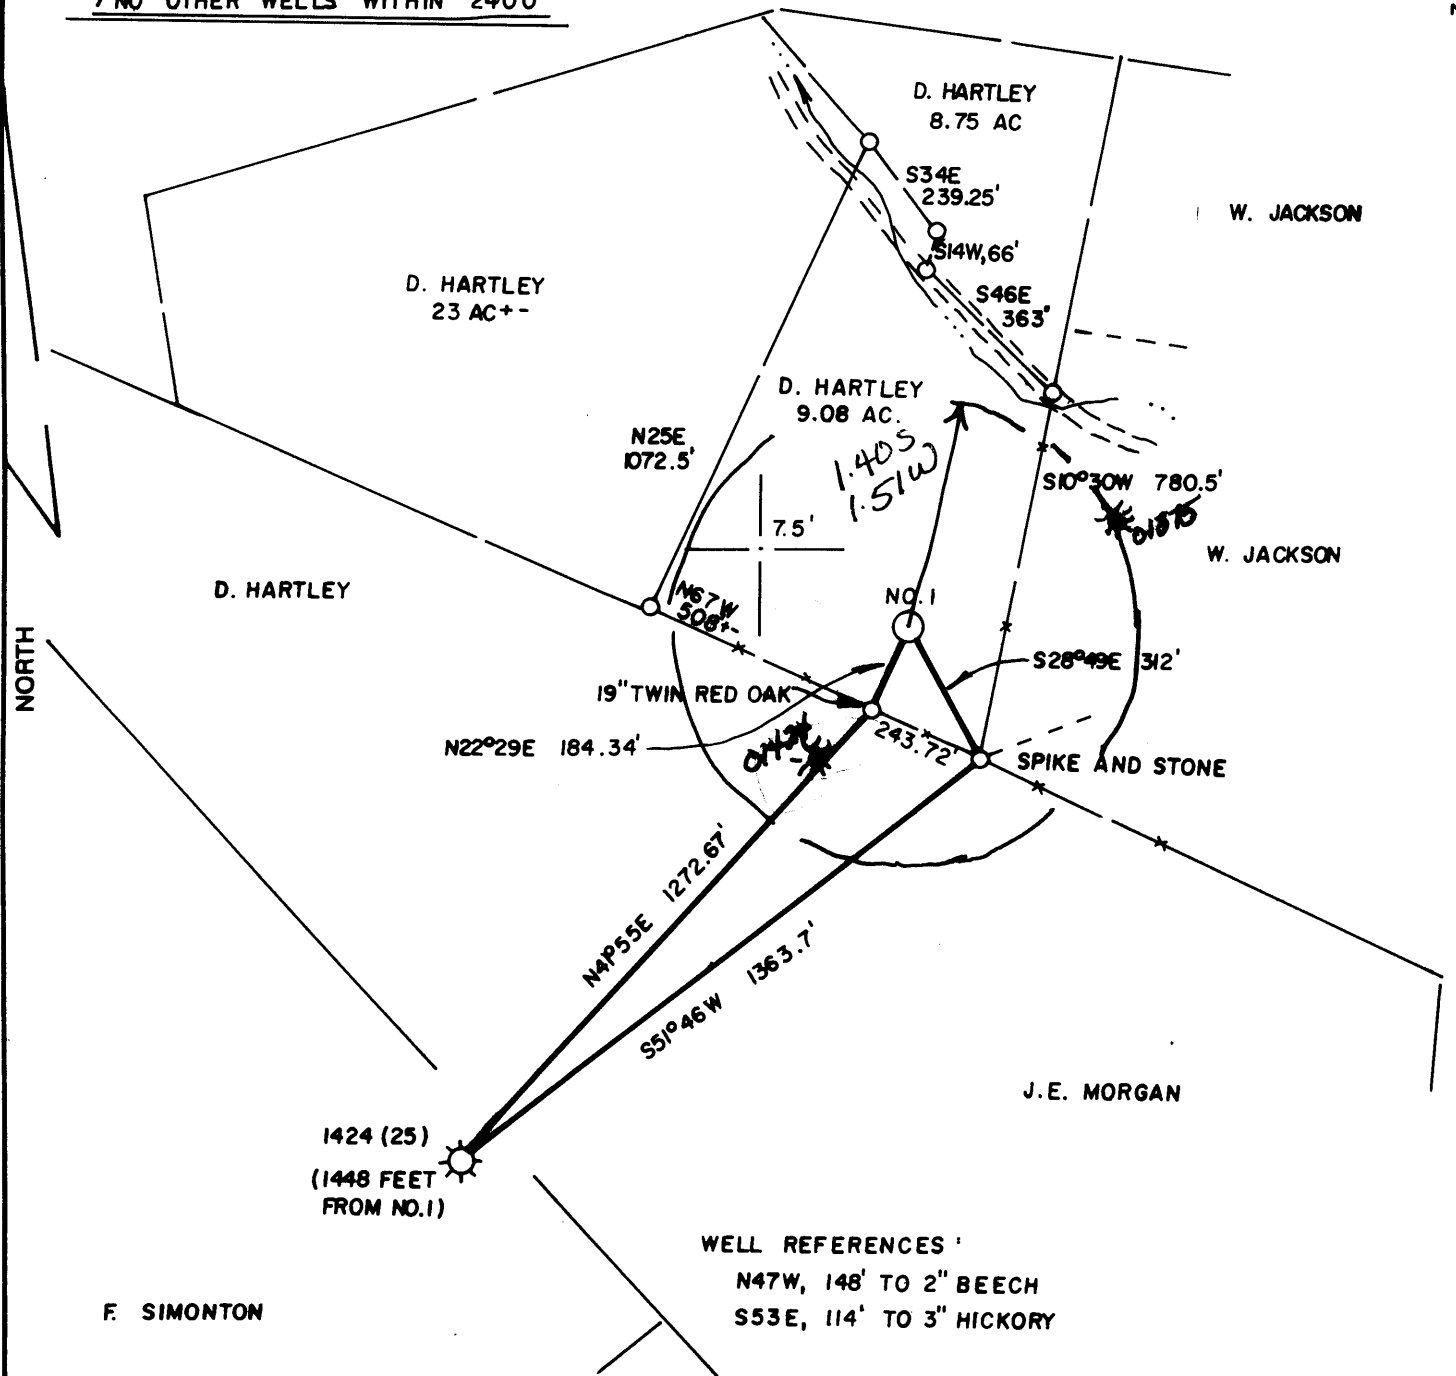 NO OTHER WELLS WITHIN 2400'
D. HARTLEY
8.75 AC
S34E
239.25'
W. JACKSON
S14W,66'
D. HARTLEY
23 AC+-
S46E
363'
D. HARTLEY
9.08 AC.
N25E
1072.5'
1.40S
1.51W
S10°30W 780.5'
7.5'
01375
W. JACKSON
D. HARTLEY
N67W
508+-
NO. 1
NORTH
S28°49E 312'
19" TWIN RED OAK
243.72'
N22°29E 184.34'
SPIKE AND STONE
N41°55E 1272.67'
S51°46W 1363.7'
J.E. MORGAN
1424 (25)
(1448 FEET
FROM NO.1)
WELL REFERENCES:
N47W, 148' TO 2" BEECH
S53E, 114' TO 3" HICKORY
F. SIMONTON